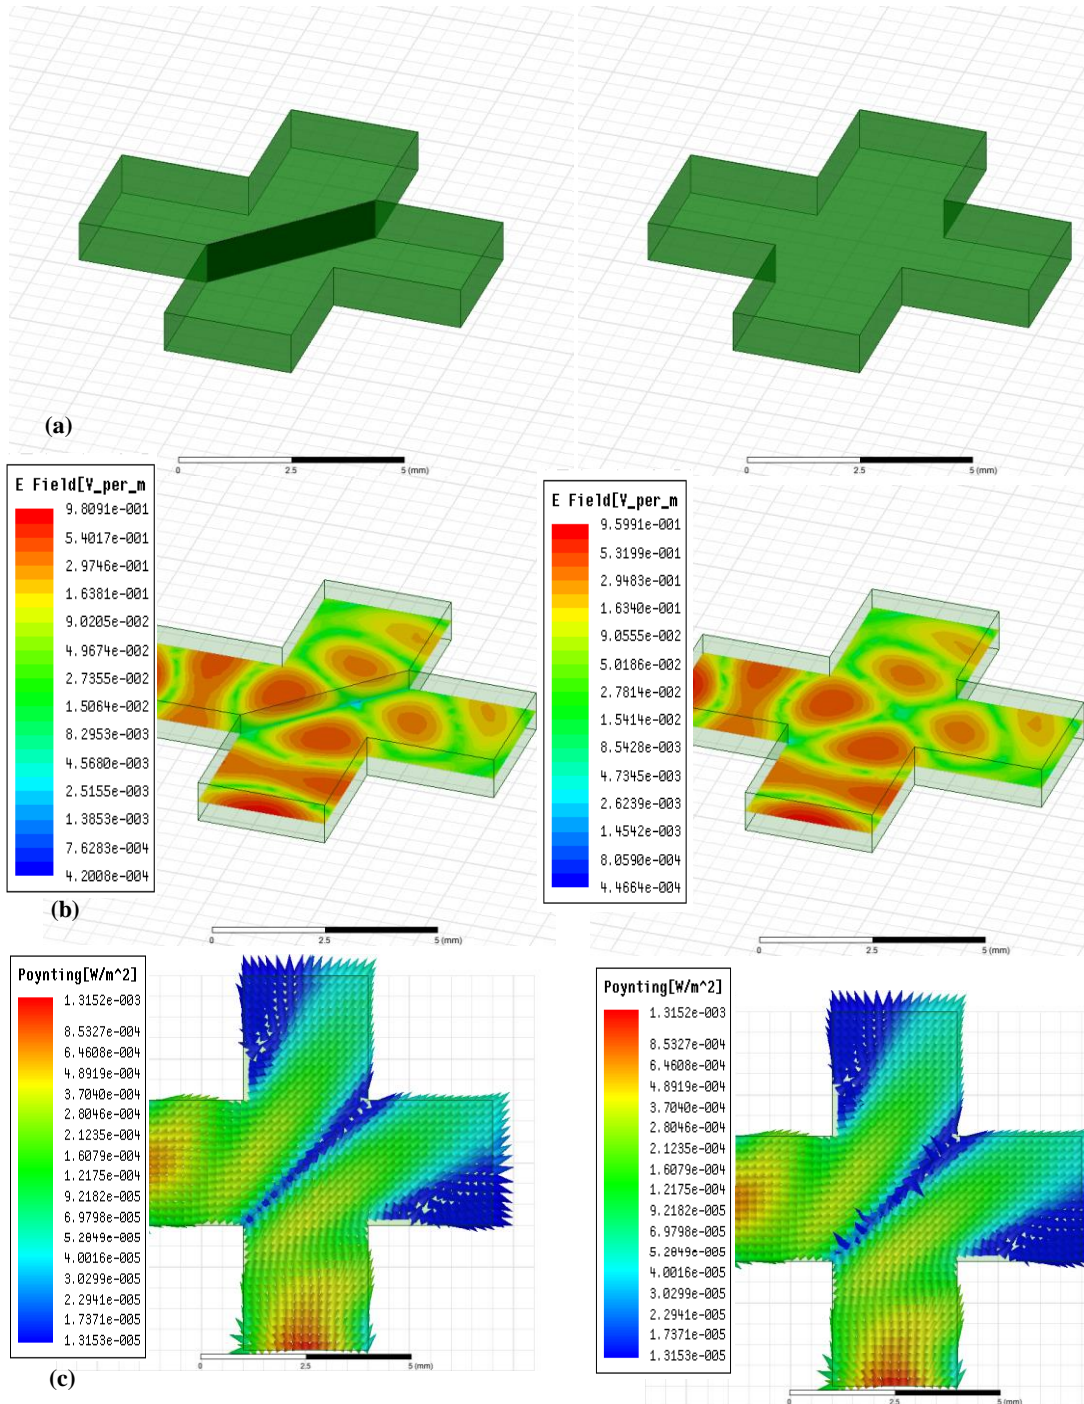 (a)
0 2.5 5 (mm)
0 2.5 5 (mm)
E Field[V_per_m
9.8091e-001
5.4017e-001
2.9746e-001
1.6381e-001
9.0205e-002
4.9674e-002
2.7355e-002
1.5064e-002
8.2953e-003
4.5680e-003
2.5155e-003
1.3853e-003
7.6283e-004
4.2008e-004
E Field[V_per_m
9.5991e-001
5.3199e-001
2.9483e-001
1.6340e-001
9.0555e-002
5.0186e-002
2.7814e-002
1.5414e-002
8.5428e-003
4.7345e-003
2.6239e-003
1.4542e-003
8.0590e-004
4.4664e-004
(b)
0 2.5 5 (mm)
0 2.5 5 (mm)
Poynting[W/m^2]
1.3152e-003
8.5327e-004
6.4608e-004
4.8919e-004
3.7040e-004
2.8046e-004
2.1235e-004
1.6079e-004
1.2175e-004
9.2182e-005
6.9798e-005
5.2849e-005
4.0016e-005
3.0299e-005
2.2941e-005
1.7371e-005
1.3153e-005
Poynting[W/m^2]
1.3152e-003
8.5327e-004
6.4608e-004
4.8919e-004
3.7040e-004
2.8046e-004
2.1235e-004
1.6079e-004
1.2175e-004
9.2182e-005
6.9798e-005
5.2849e-005
4.0016e-005
3.0299e-005
2.2941e-005
1.7371e-005
1.3153e-005
0 2.5 5 (mm)
(c)
0 2.5 5 (mm)